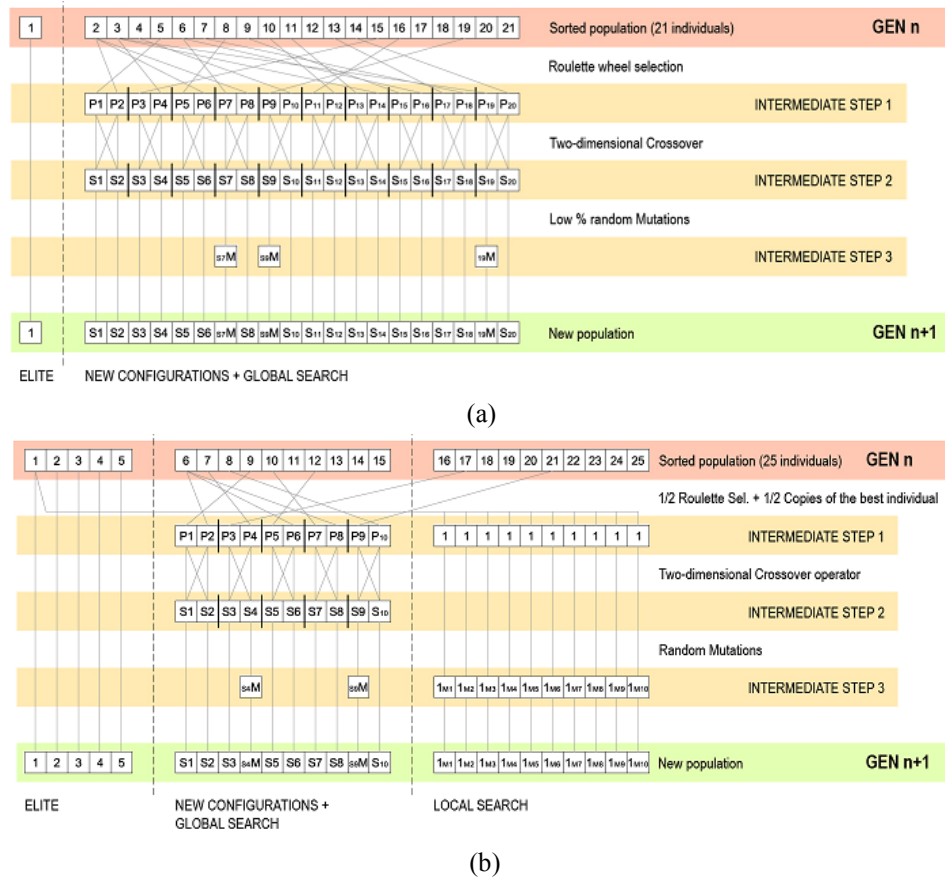 1 2 3 4 5 6 7 8 9 10 11 12 13 14 15 16 17 18 19 20 21 Sorted population (21 individuals) GEN n
Roulette wheel selection
P1 P2 P3 P4 P5 P6 P7 P8 P9 P10 P11 P12 P13 P14 P15 P16 P17 P18 P19 P20 INTERMEDIATE STEP 1
Two-dimensional Crossover
S1 S2 S3 S4 S5 S6 S7 S8 S9 S10 S11 S12 S13 S14 S15 S16 S17 S18 S19 S20 INTERMEDIATE STEP 2
Low % random Mutations
S7M S9M 19M INTERMEDIATE STEP 3
1 S1 S2 S3 S4 S5 S6 S7M S8 S9M S10 S11 S12 S13 S14 S15 S16 S17 S18 19M S20 New population GEN n+1
ELITE NEW CONFIGURATIONS + GLOBAL SEARCH
(a)
1 2 3 4 5 6 7 8 9 10 11 12 13 14 15 16 17 18 19 20 21 22 23 24 25 Sorted population (25 individuals) GEN n
1/2 Roulette Sel. + 1/2 Copies of the best individual
P1 P2 P3 P4 P5 P6 P7 P8 P9 P10 1 1 1 1 1 1 1 1 1 1 INTERMEDIATE STEP 1
Two-dimensional Crossover operator
S1 S2 S3 S4 S5 S6 S7 S8 S9 S10 INTERMEDIATE STEP 2
Random Mutations
S4M S9M 1M1 1M2 1M3 1M4 1M5 1M6 1M7 1M8 1M9 1M10 INTERMEDIATE STEP 3
1 2 3 4 5 S1 S2 S3 S4M S5 S6 S7 S8 S9M S10 1M1 1M2 1M3 1M4 1M5 1M6 1M7 1M8 1M9 1M10 New population GEN n+1
ELITE NEW CONFIGURATIONS + LOCAL SEARCH
GLOBAL SEARCH
(b)